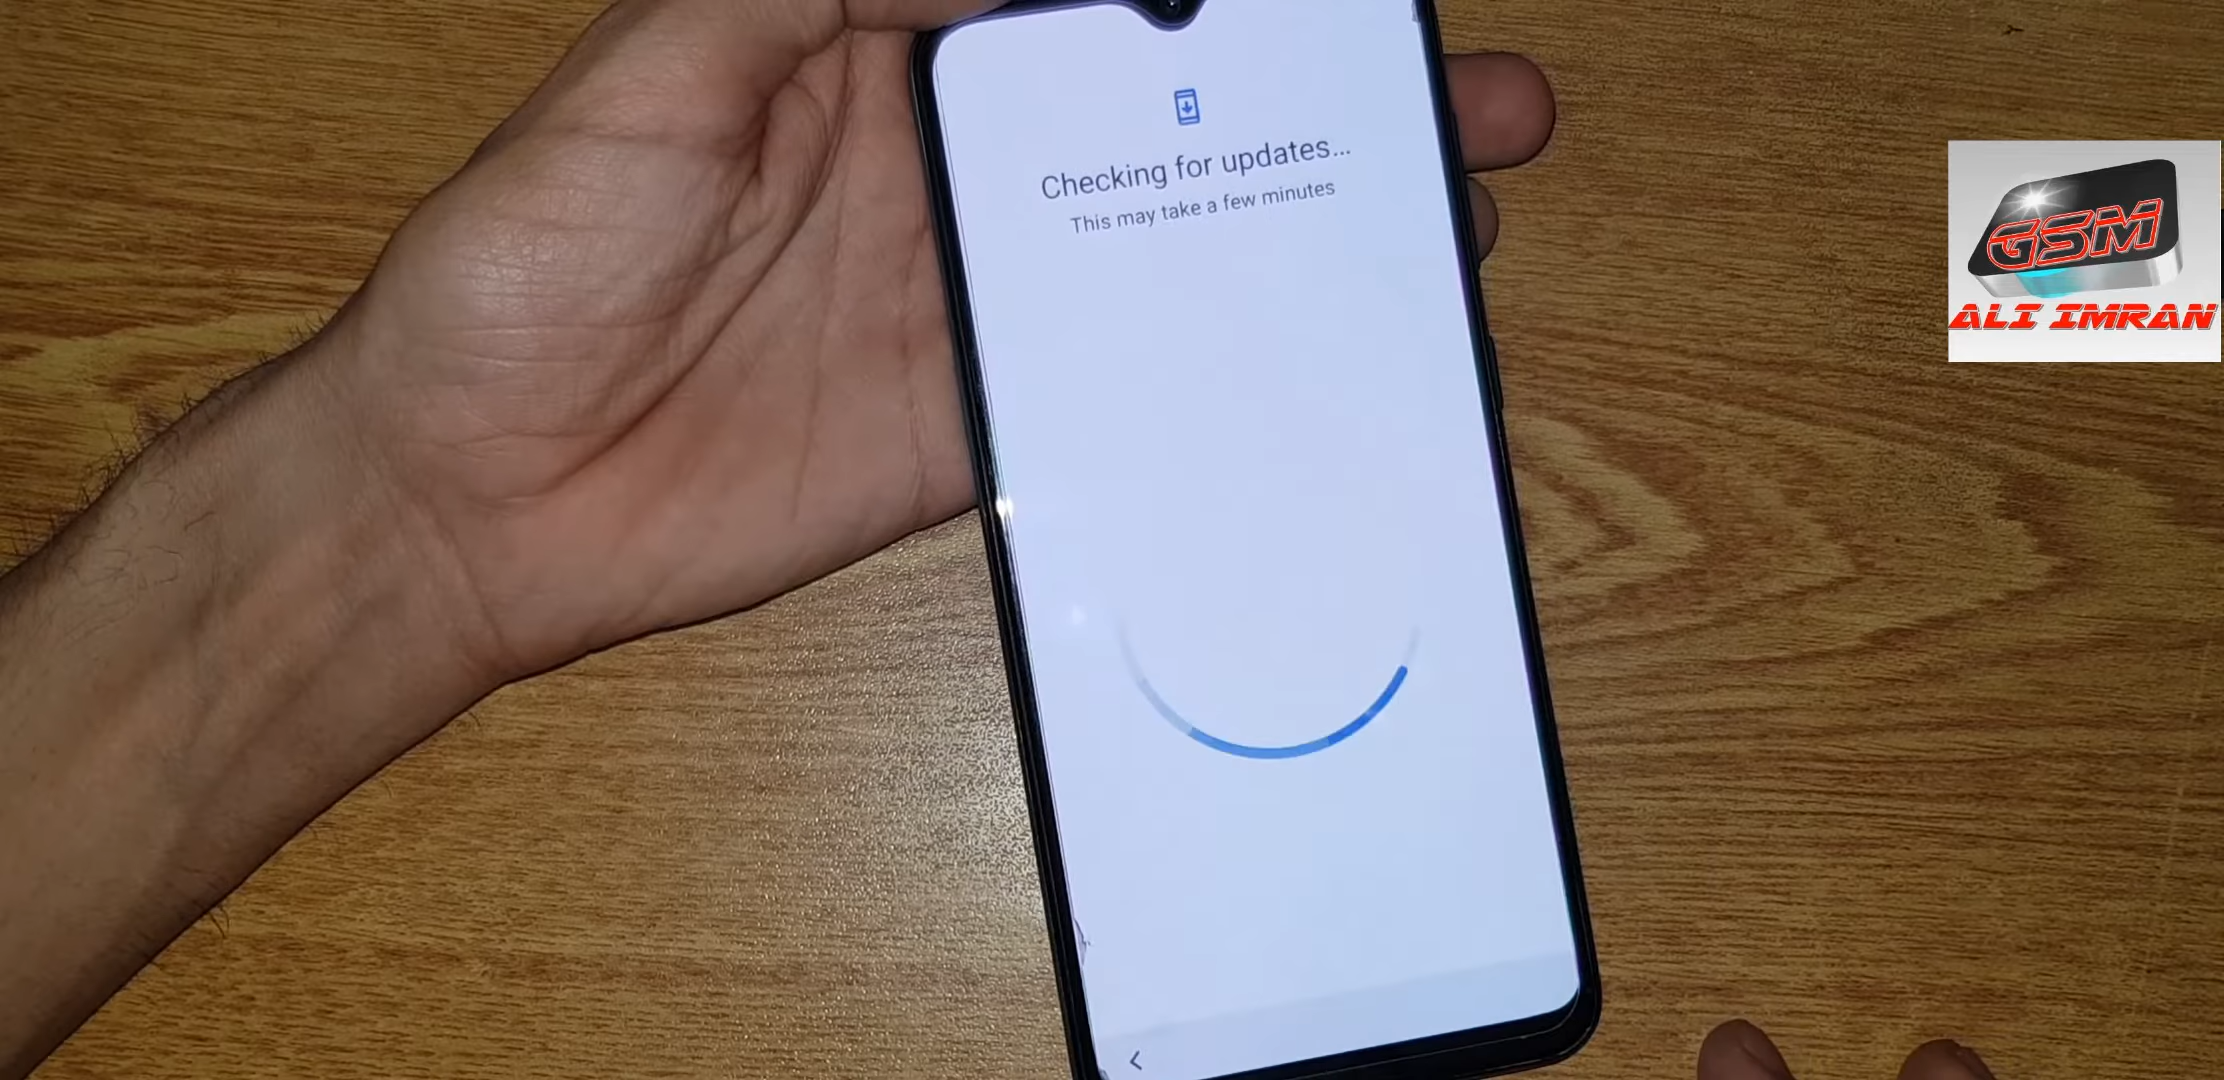 Checking for updates...
This may take a few minutes
GSM
ALI IMRAN